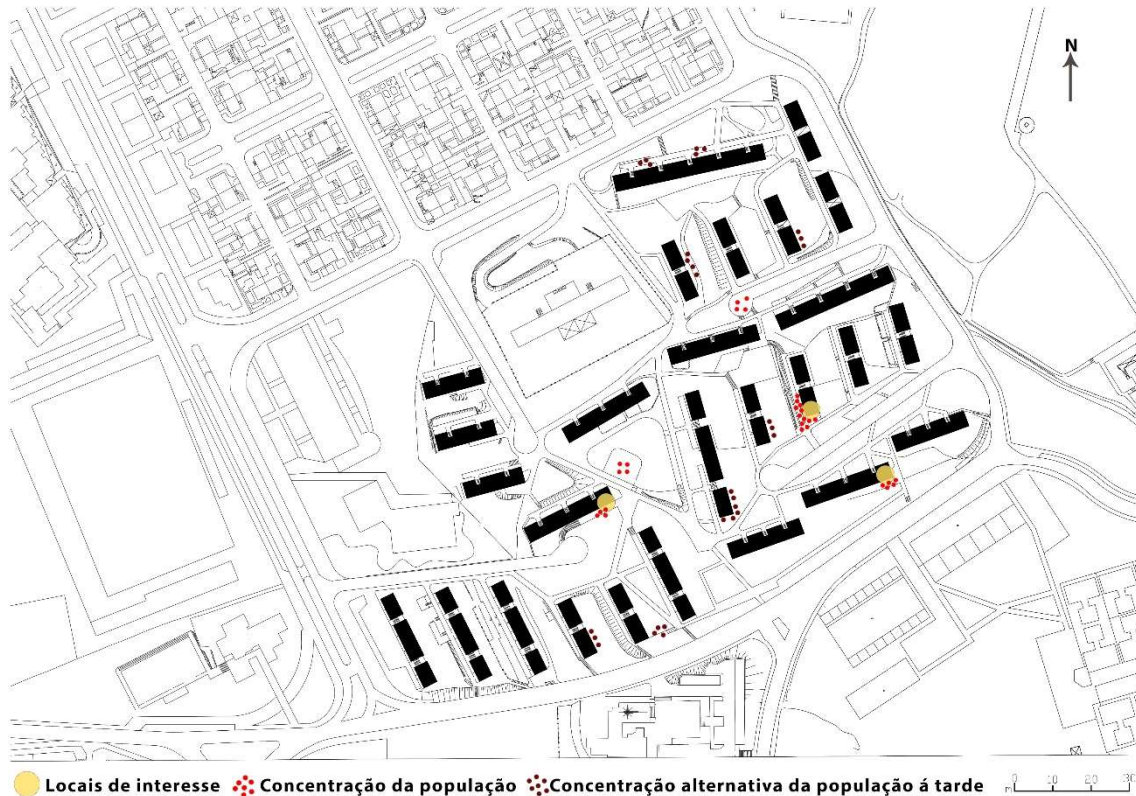 N
Locais de interesse Concentração da população Concentração alternativa da população á tarde
0 10 20 30
m